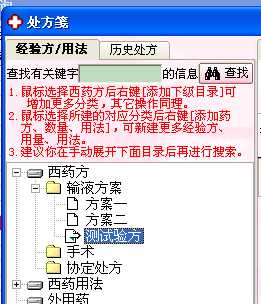 处方笺
经验方/用法 历史处方
查找有关键字 的信息 查找
1. 鼠标选择西药方后右键[添加下级目录]可
增加更多分类，其它操作同理。
2. 鼠标选择所建的对应分类后右键[添加药
方、数量、用法]，可新建更多经验方、
用量、用法。
3. 建议你在手动展开下面目录后再进行搜索。
西药方
输液方案
方案一
方案二
测试验方
手术
协定处方
西药用法
外用药